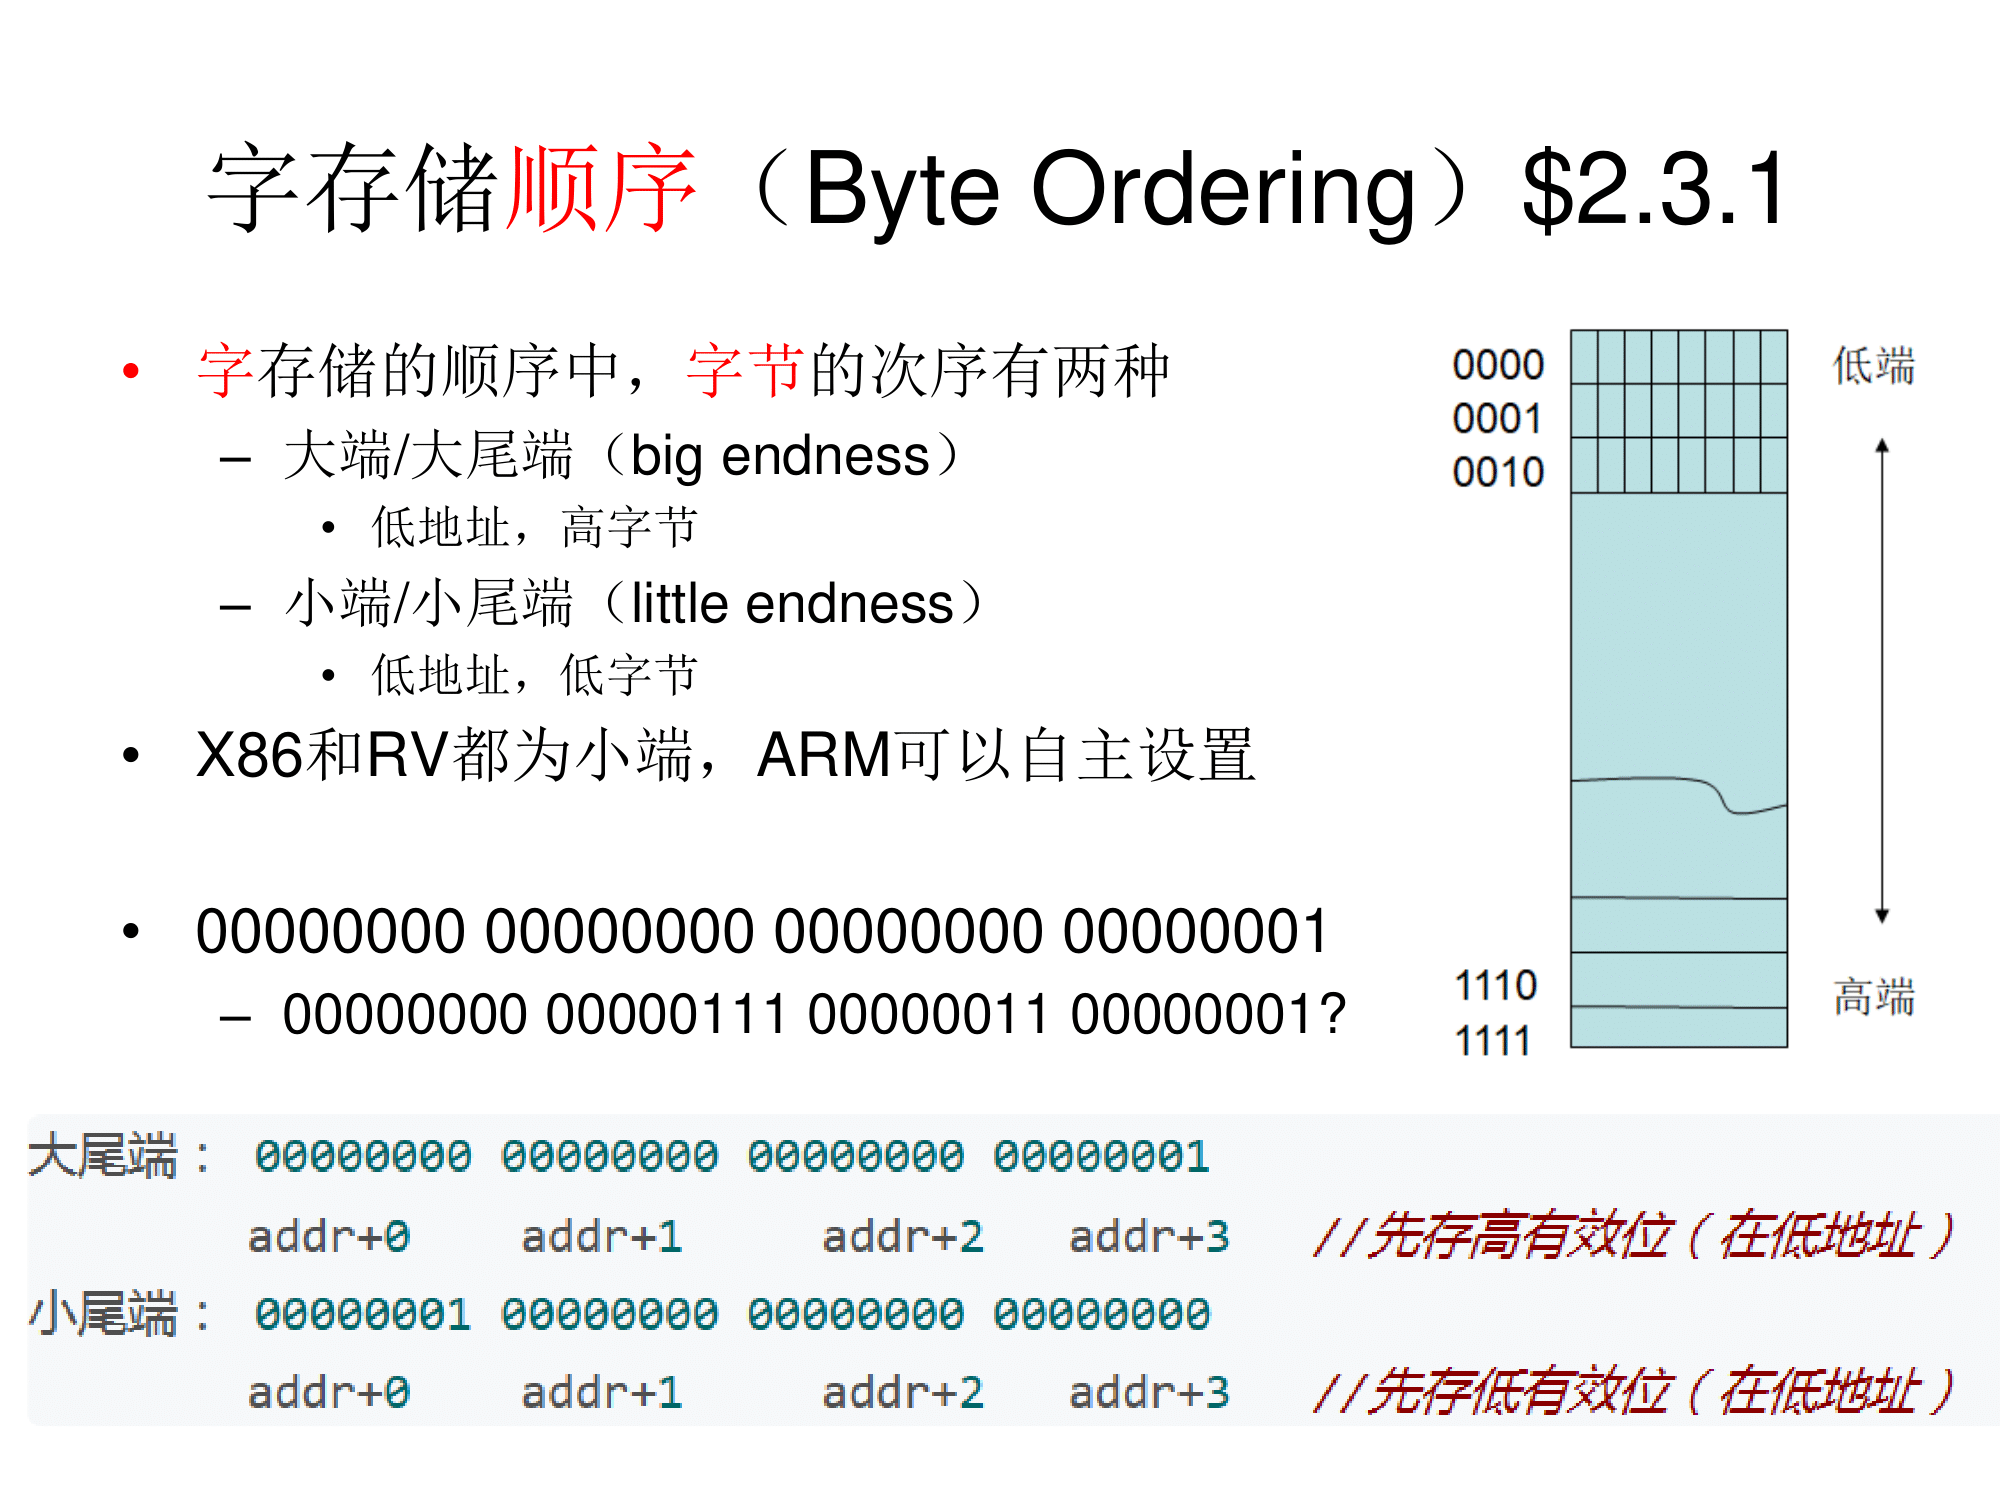 字存储顺序（Byte Ordering）$2.3.1
• 字存储的顺序中，字节的次序有两种
– 大端/大尾端（big endness）
• 低地址，高字节
– 小端/小尾端（little endness）
• 低地址，低字节
• X86和RV都为小端，ARM可以自主设置
• 00000000 00000000 00000000 00000001
– 00000000 00000111 00000011 00000001?
0000
低端
0001
0010
1110
高端
1111
大尾端： 00000000 00000000 00000000 00000001
addr+0 addr+1 addr+2 addr+3 //先存高有效位（在低地址）
小尾端： 00000001 00000000 00000000 00000000
addr+0 addr+1 addr+2 addr+3 //先存低有效位（在低地址）